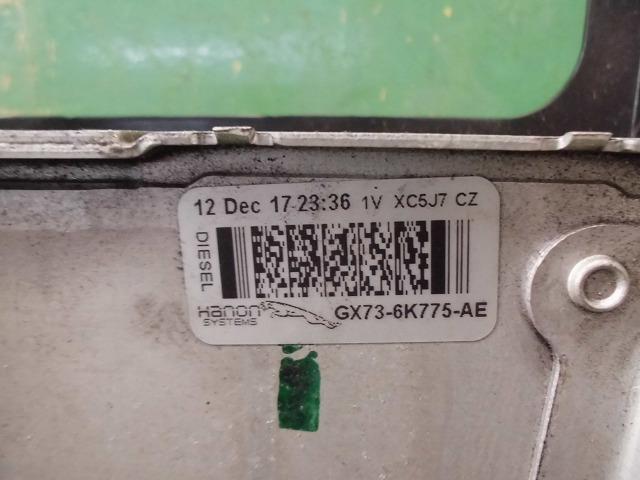 12 Dec 17 23:36 1V XC5J7 CZ
DIESEL
Hanon
SYSTEMS
GX73-6K775-AE